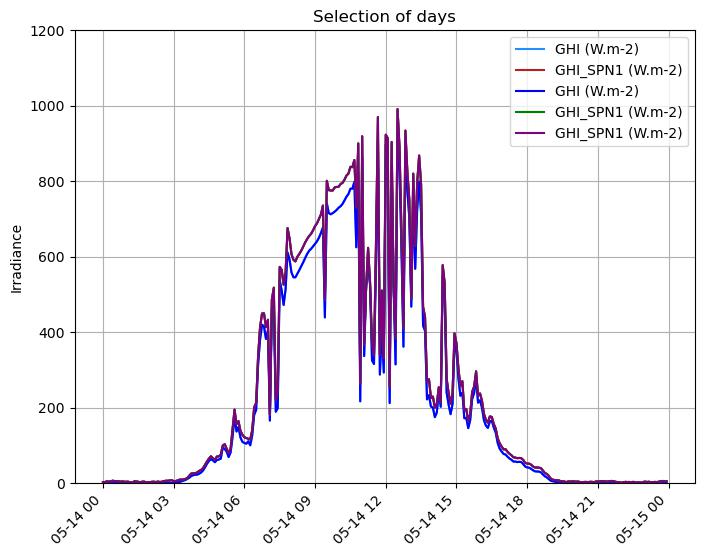 Selection of days
1200
1000
800
600
400
200
0
Irradiance
GHI (W.m-2)
GHI_SPN1 (W.m-2)
GHI (W.m-2)
GHI_SPN1 (W.m-2)
GHI_SPN1 (W.m-2)
05-14 00
05-14 03
05-14 06
05-14 09
05-14 12
05-14 15
05-14 18
05-14 21
05-15 00